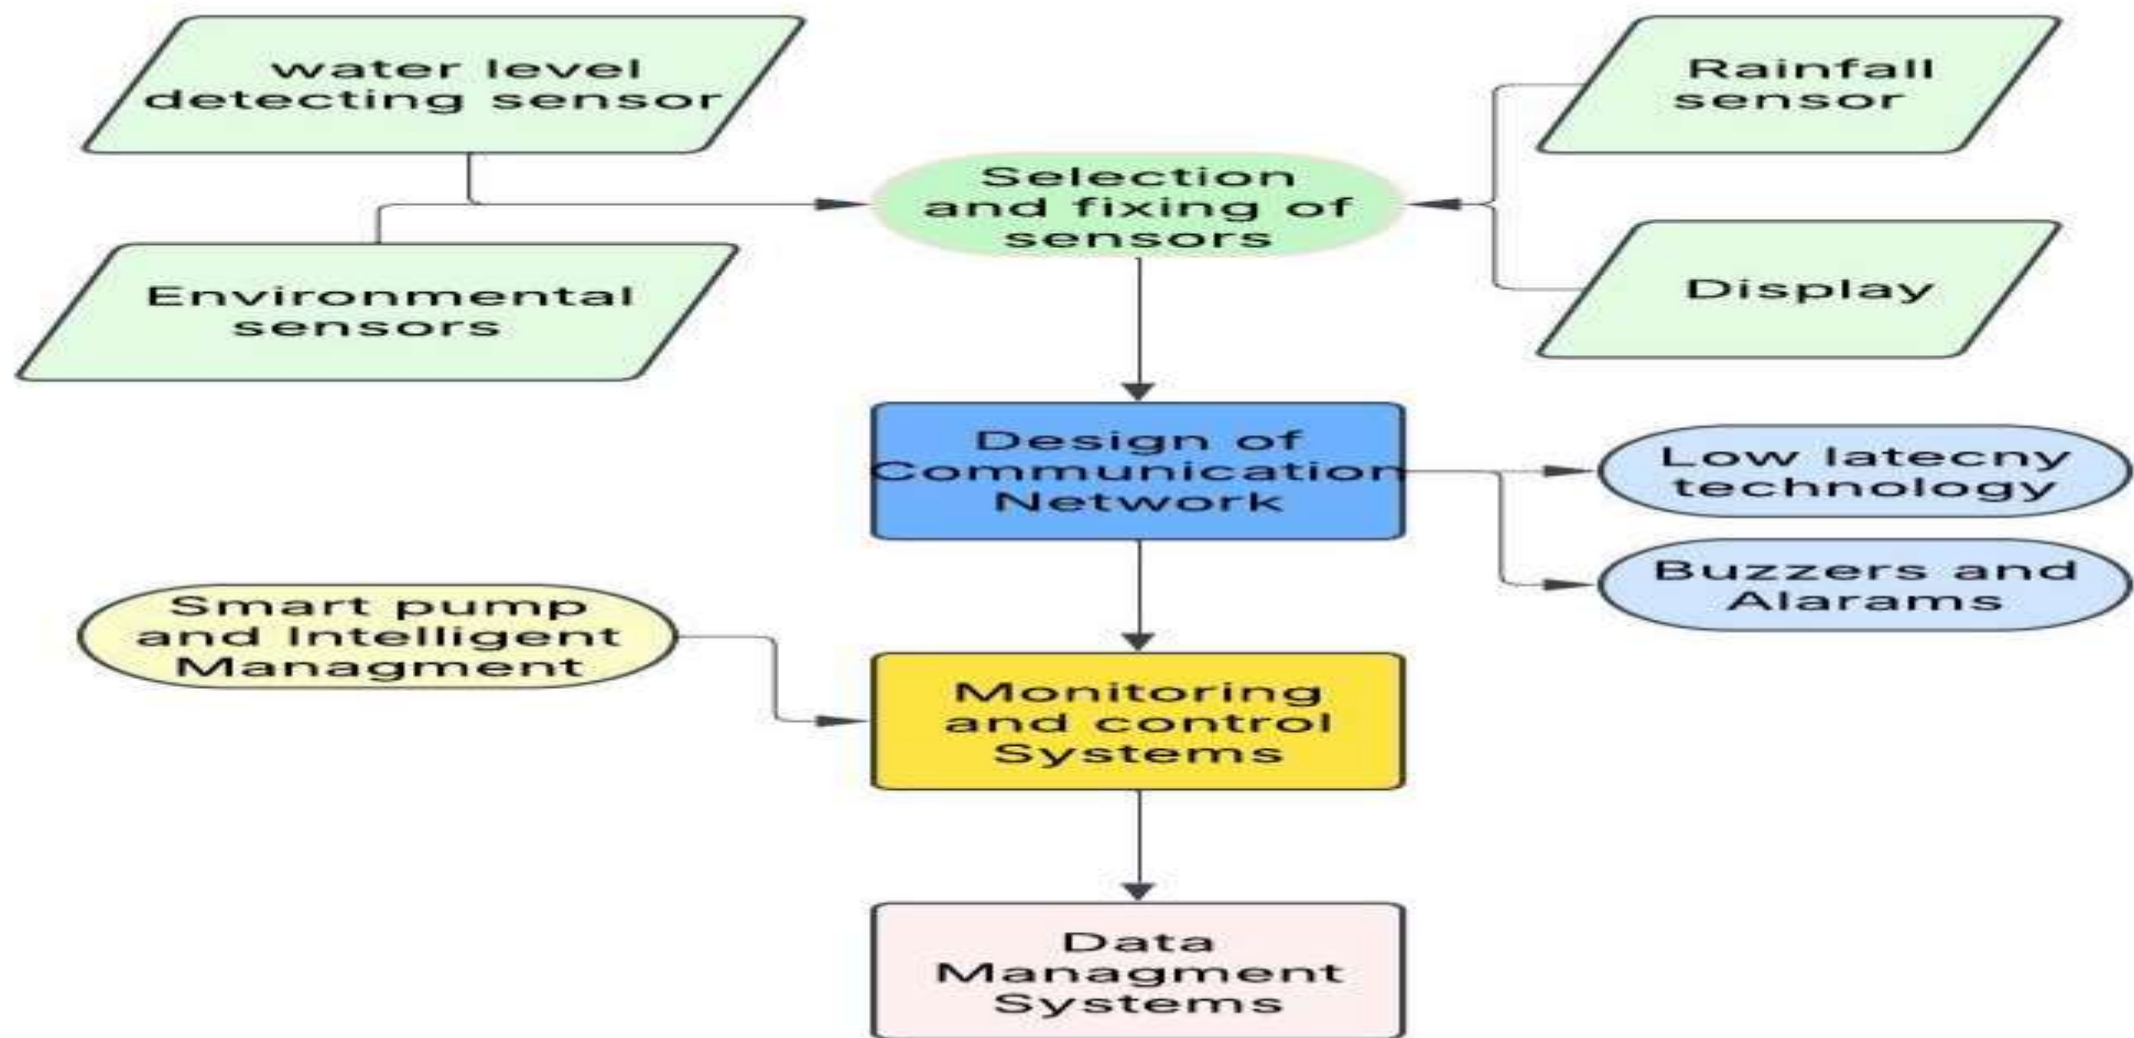 water level
detecting sensor
Rainfall
sensor
Selection
and fixing of
sensors
Environmental
sensors
Display
Design of
Communication
Network
Low latecny
technology
Buzzers and
Alarams
Smart pump
and Intelligent
Managment
Monitoring
and control
Systems
Data
Managment
Systems